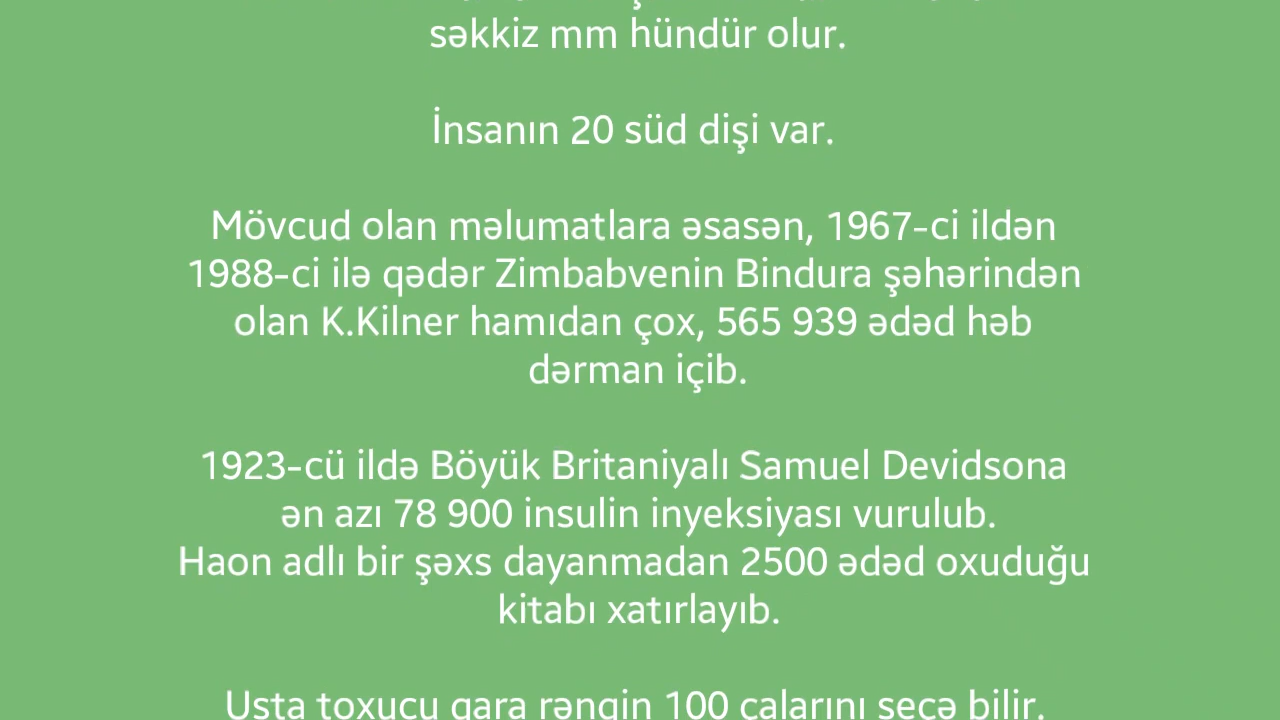 səkkiz mm hündür olur.
İnsanın 20 süd dişi var.
Mövcud olan məlumatlara əsasən, 1967-ci ildən
1988-ci ilə qədər Zimbabvenin Bindura şəhərindən
olan K.Kilner hamıdan çox, 565 939 ədəd həb
dərman içib.
1923-cü ildə Böyük Britaniyalı Samuel Devidsona
ən azı 78 900 insulin inyeksiyası vurulub.
Haon adlı bir şəxs dayanmadan 2500 ədəd oxuduğu
kitabı xatırlayıb.
Usta toxucu qara rəngin 100 çalarını seçə bilir.